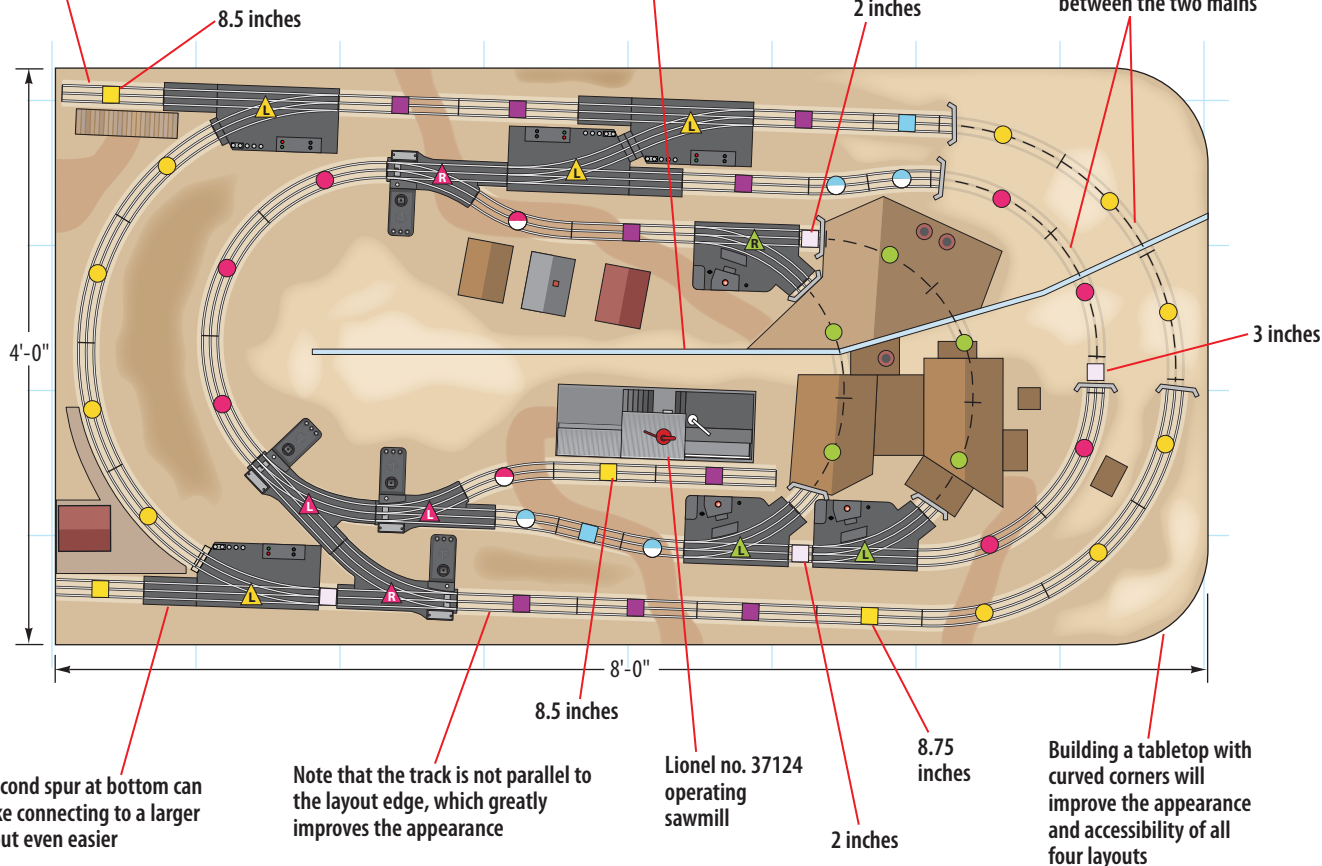 8.5 inches
2 inches
between the two mains
L
L
R
L
R
4'-0"
3 inches
L
L
L
L
L
R
8'-0"
8.5 inches
cond spur at bottom can
ke connecting to a larger
out even easier
Note that the track is not parallel to
the layout edge, which greatly
improves the appearance
Lionel no. 37124
operating
sawmill
2 inches
8.75
inches
Building a tabletop with
curved corners will
improve the appearance
and accessibility of all
four layouts